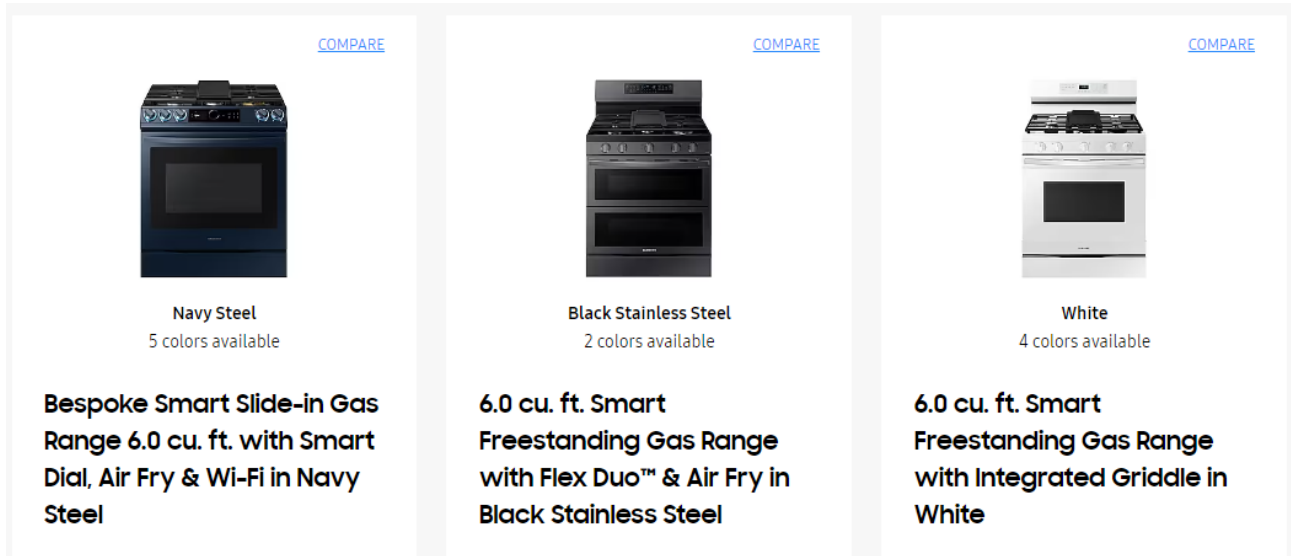 COMPARE
COMPARE
COMPARE
Navy Steel
5 colors available
Black Stainless Steel
2 colors available
White
4 colors available
Bespoke Smart Slide-in Gas
Range 6.0 cu. ft. with Smart
Dial, Air Fry & Wi-Fi in Navy
Steel
6.0 cu. ft. Smart
Freestanding Gas Range
with Flex Duo™ & Air Fry in
Black Stainless Steel
6.0 cu. ft. Smart
Freestanding Gas Range
with Integrated Griddle in
White